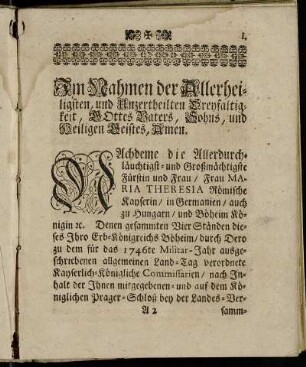 1.
Im Nahmen der Allerhei-
ligsten, und Unzertheilten Dreyfaltig-
keit, GOttes Vaters, Sohns, und
Heiligen Geistes, Amen.
NAchdeme die Allerdurch-
läuchtigst- und Großmächtigste
Fürstin und Frau / Frau MA-
RIA THERESIA Römische
Kayserin / in Germanien / auch
zu Hungarn / und Böheim Kö-
nigin ꝛc. Denen gesammten Vier Ständen die-
ses Ihro Erb-Königreichs Böheim / durch Dero
zu dem für das 1746te Militar-Jahr ausge-
schriebenen allgemeinen Land-Tag verordnete
Kayserlich-Königliche Commissarien / nach In-
halt der Ihnen mitgegebenen- und auf dem Kö-
niglichen Prager-Schloß bey der Landes-Ver-
A 2 samm-